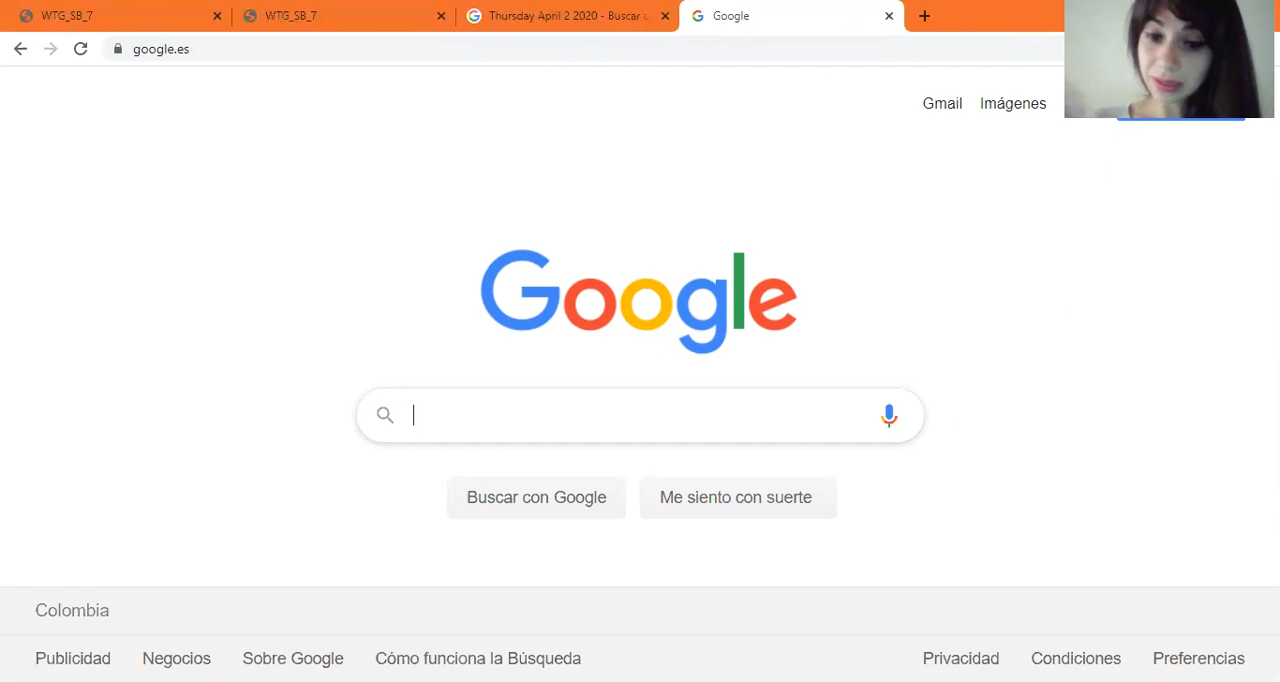 WTG_SB_7
WTG_SB_7
Thursday April 2 2020 - Buscar
Google
google.es
Gmail Imágenes
Google
Buscar con Google
Me siento con suerte
Colombia
Publicidad Negocios Sobre Google Cómo funciona la Búsqueda Privacidad Condiciones Preferencias